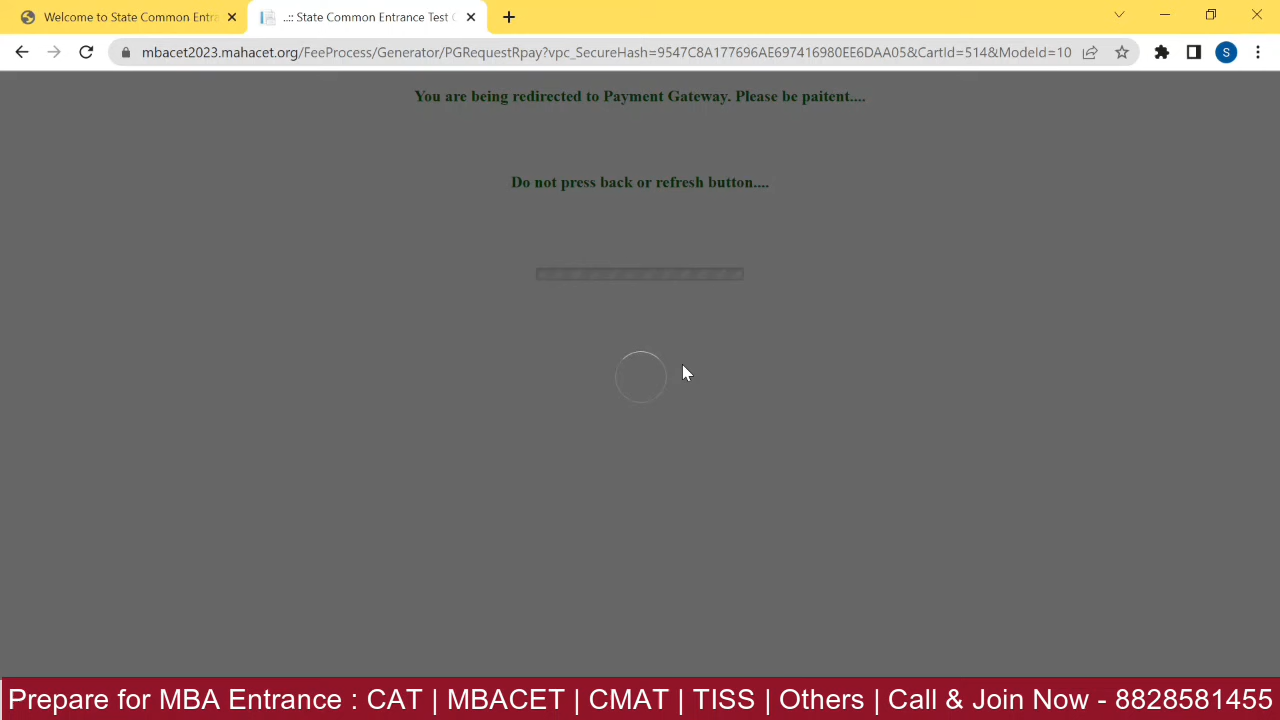 Welcome to State Common Entra
..:: State Common Entrance Test C
mbacet2023.mahacet.org/FeeProcess/Generator/PGRequestRpay?vpc_SecureHash=9547C8A177696AE697416980EE6DAA05&CartId=514&ModeId=10
S
You are being redirected to Payment Gateway. Please be paitent....
Do not press back or refresh button....
Prepare for MBA Entrance : CAT | MBACET | CMAT | TISS | Others | Call & Join Now - 8828581455